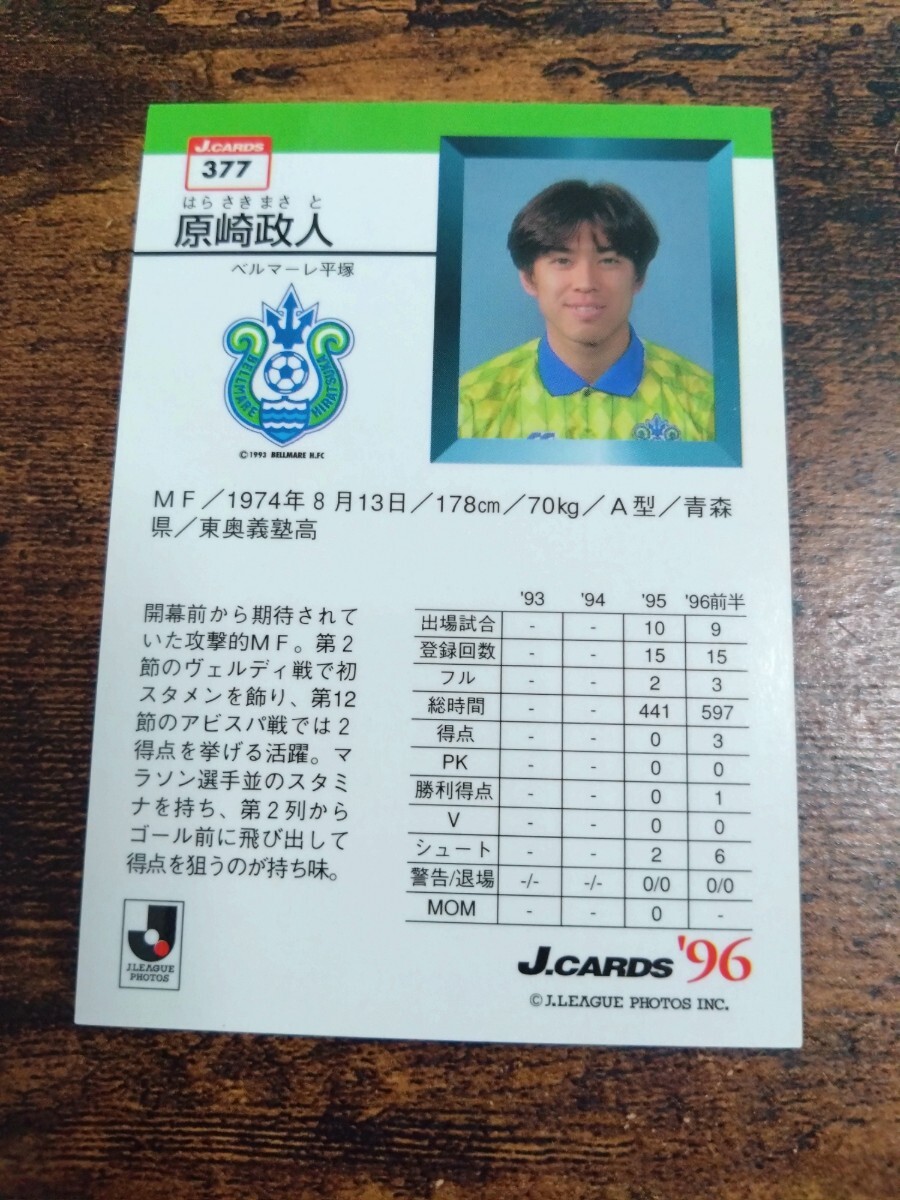 J.CARDS
377
はら さき まさ と
原崎政人
ベルマーレ平塚
BELLMARE HIRATSUKA
©1993 BELLMARE H.FC
MF/1974年8月13日/178cm/70kg/A型/青森
県/東奥義塾高
開幕前から期待されて
いた攻撃的MF。第2
節のヴェルディ戦で初
スタメンを飾り、第12
節のアビスパ戦では2
得点を挙げる活躍。マ
ラソン選手並のスタミ
ナを持ち、第2列から
ゴール前に飛び出して
得点を狙うのが持ち味。
'93 '94 '95 '96前半
出場試合 - - 10 9
登録回数 - - 15 15
フル - - 2 3
総時間 - - 441 597
得点 - - 0 3
PK - - 0 0
勝利得点 - - 0 1
V - - 0 0
シュート - - 2 6
警告/退場 -/- -/- 0/0 0/0
MOM - - 0 -
J.LEAGUE
PHOTOS
J.CARDS '96
©J.LEAGUE PHOTOS INC.